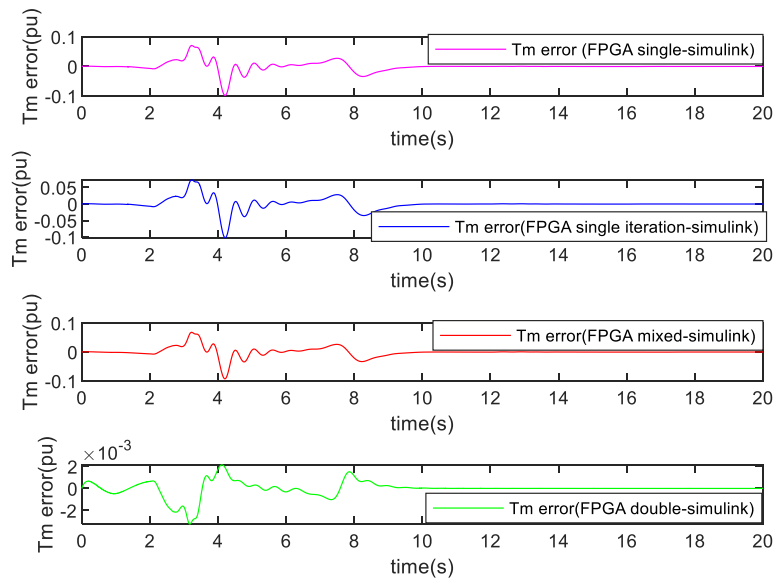 Tm error(pu)
0.1
0
-0.1
Tm error (FPGA single-simulink)
0 2 4 6 8 10 12 14 16 18 20
time(s)
Tm error(pu)
0.05
-0.05
-0.1
Tm error(FPGA single iteration-simulink)
0 2 4 6 8 10 12 14 16 18 20
time(s)
Tm error(pu)
0.1
0
-0.1
Tm error(FPGA mixed-simulink)
0 2 4 6 8 10 12 14 16 18 20
time(s)
Tm error(pu)
×10⁻³
2
0
-2
Tm error(FPGA double-simulink)
0 2 4 6 8 10 12 14 16 18 20
time(s)